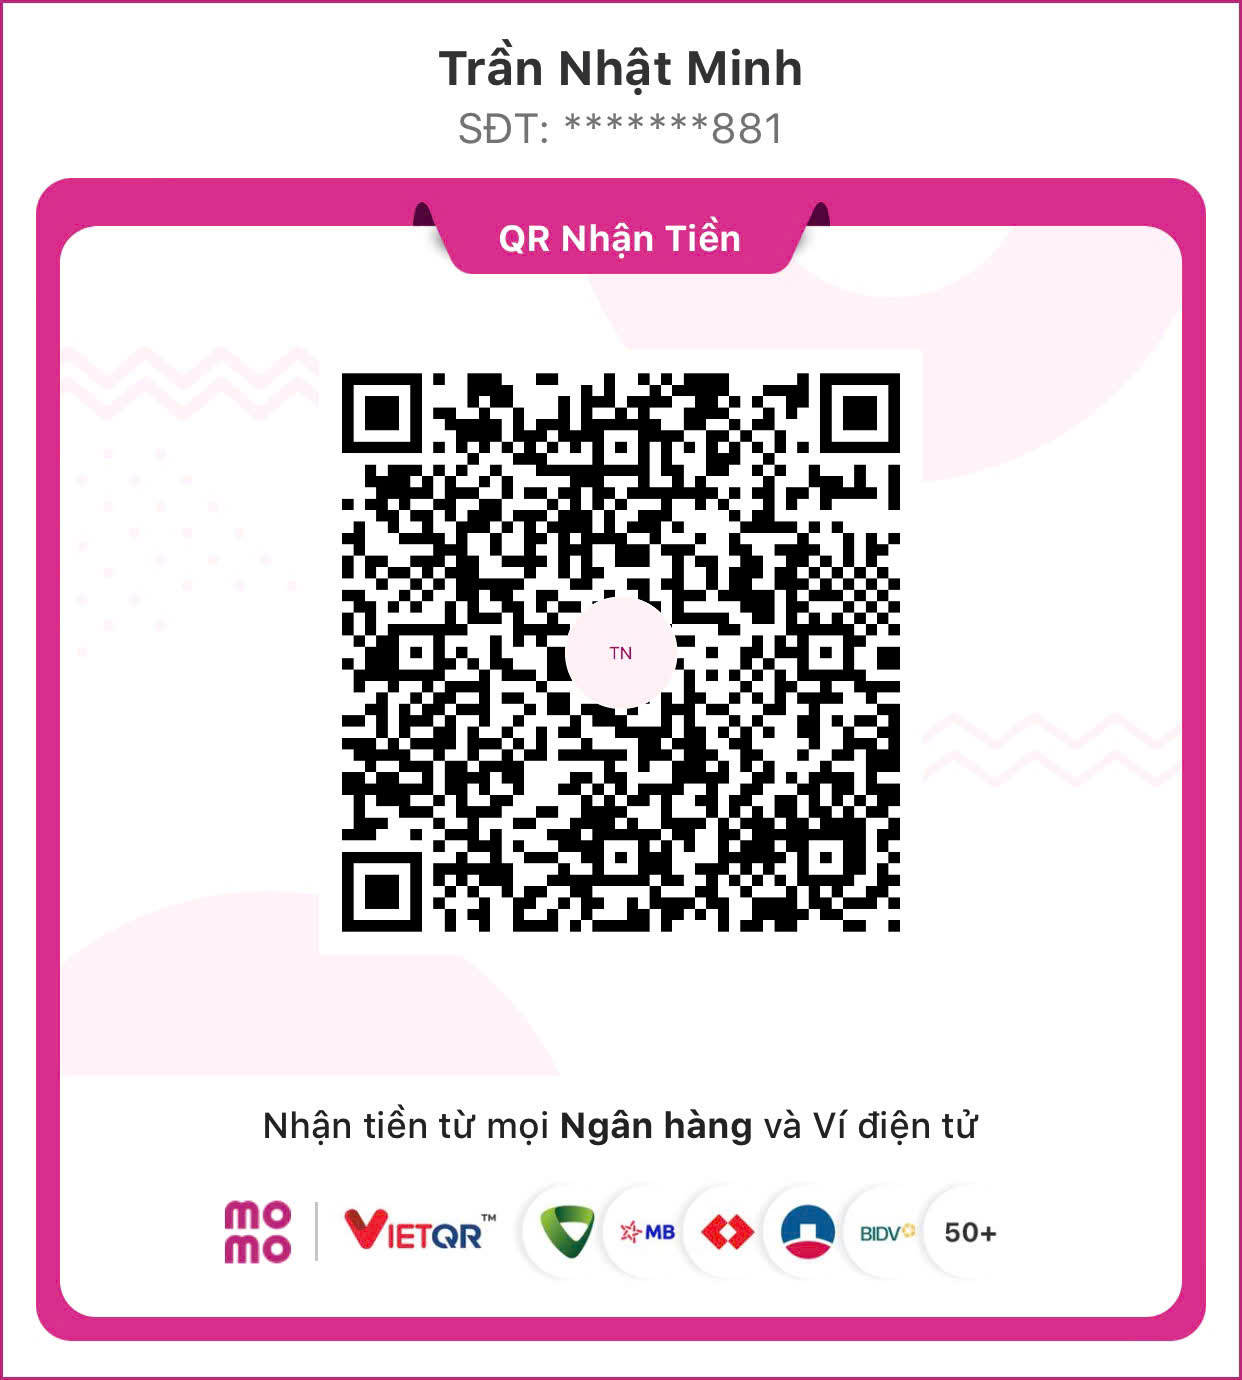 Trần Nhật Minh
SĐT: *******881
QR Nhận Tiền
TN
Nhận tiền từ mọi Ngân hàng và Ví điện tử
mo
mo
VIETQR™
MB
BIDV
50+